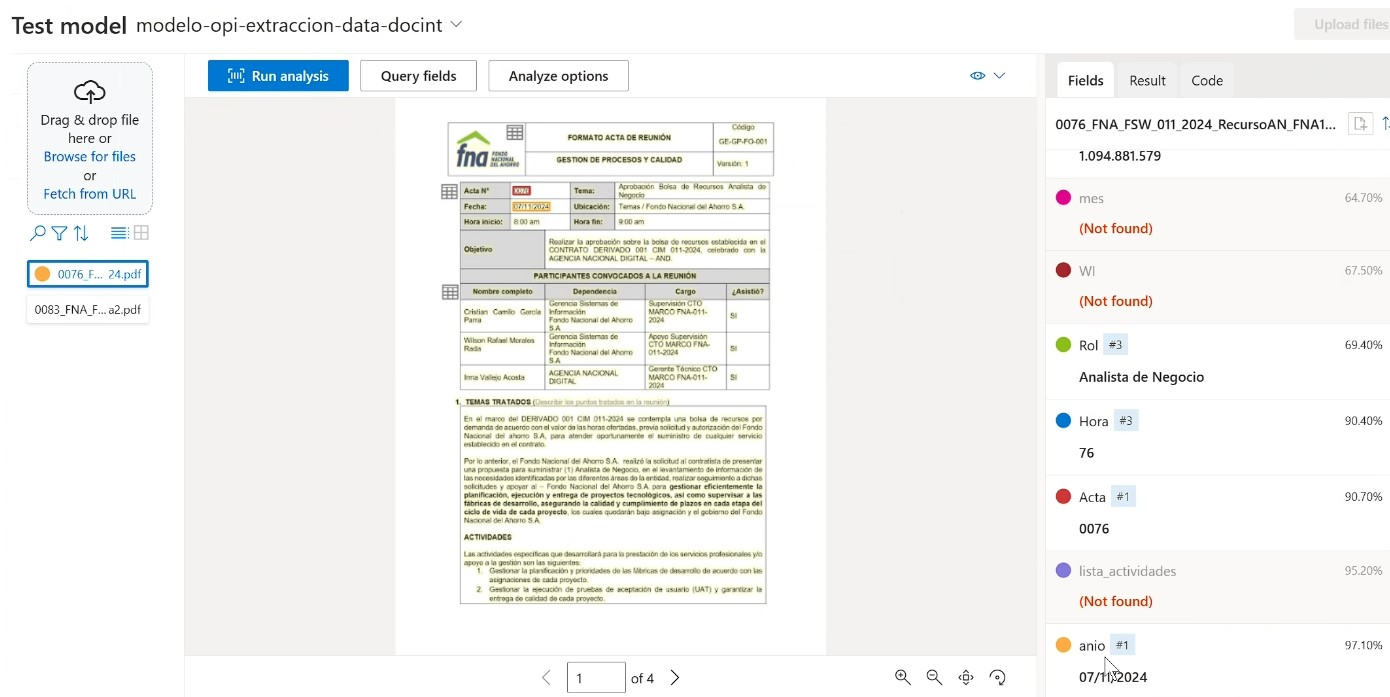 Test model modelo-opi-extraccion-data-docint
Upload files
Drag & drop file
here or
Browse for files
or
Fetch from URL
0076_F... 24.pdf
0083_FNA_F...a2.pdf
Run analysis
Query fields
Analyze options
fna FONDO NACIONAL DEL AHORRO
FORMATO ACTA DE REUNIÓN
GESTION DE PROCESOS Y CALIDAD
Código
GE-GP-FO-001
Versión: 1
Acta N°
Tema:
Aprobación Bolsa de Recursos Analista de
Negocio
Fecha:
07/11/2024
Ubicación:
Temas / Fondo Nacional del Ahorro S.A.
Hora inicio:
8:00 am
Hora fin:
9:00 am
Objetivo
Realizar la aprobación sobre la bolsa de recursos establecida en el
CONTRATO DERIVADO 001 CIM 011-2024, celebrado con la
AGENCIA NACIONAL DIGITAL – AND.
PARTICIPANTES CONVOCADOS A LA REUNIÓN
Nombre completo
Dependencia
Cargo
¿Asistió?
Cristian Camilo García
Parra
Gerencia Sistemas de
Información
Fondo Nacional del Ahorro
S.A
Supervisión CTO
MARCO FNA-011-
2024
SI
Wilson Rafael Morales
Rada
Gerencia Sistemas de
Información
Fondo Nacional del Ahorro
S.A
Apoyo Supervisión
CTO MARCO FNA-
011-2024
SI
Irma Vallejo Acosta
AGENCIA NACIONAL
DIGITAL
Gerente Técnico CTO
MARCO FNA-011-
2024
SI
1. TEMAS TRATADOS (Describir los puntos tratados en la reunión)
En el marco del DERIVADO 001 CIM 011-2024 se contempla una bolsa de recursos por
demanda de acuerdo con el valor de las horas ofertadas, previa solicitud y autorización del Fondo
Nacional del ahorro S.A, para atender oportunamente el suministro de cualquier servicio
establecido en el contrato.
Por lo anterior, el Fondo Nacional del Ahorro S.A. realizó la solicitud al contratista de presentar
una propuesta para suministrar (1) Analista de Negocio, en el levantamiento de información de
las necesidades identificadas por las diferentes áreas de la entidad, realizar seguimiento a dichas
solicitudes y apoyar al – Fondo Nacional del Ahorro S.A. para gestionar eficientemente la
planificación, ejecución y entrega de proyectos tecnológicos, así como supervisar a las
fábricas de desarrollo, asegurando la calidad y cumplimiento de plazos en cada etapa del
ciclo de vida de cada proyecto, los cuales quedarán bajo asignación y el gobierno del Fondo
Nacional del Ahorro S.A.
ACTIVIDADES
Las actividades específicas que desarrollará para la prestación de los servicios profesionales y/o
apoyo a la gestión son las siguientes:
1. Gestionar la planificación y prioridades de las fábricas de desarrollo de acuerdo con las
asignaciones de cada proyecto.
2. Gestionar la ejecución de pruebas de aceptación de usuario (UAT) y garantizar la
entrega de calidad de cada proyecto.
1 of 4
Fields
Result
Code
0076_FNA_FSW_011_2024_RecursoAN_FNA1...
1.094.881.579
mes 64.70%
(Not found)
WI 67.50%
(Not found)
Rol #3 69.40%
Analista de Negocio
Hora #3 90.40%
76
Acta #1 90.70%
0076
lista_actividades 95.20%
(Not found)
anio #1 97.10%
07/11/2024